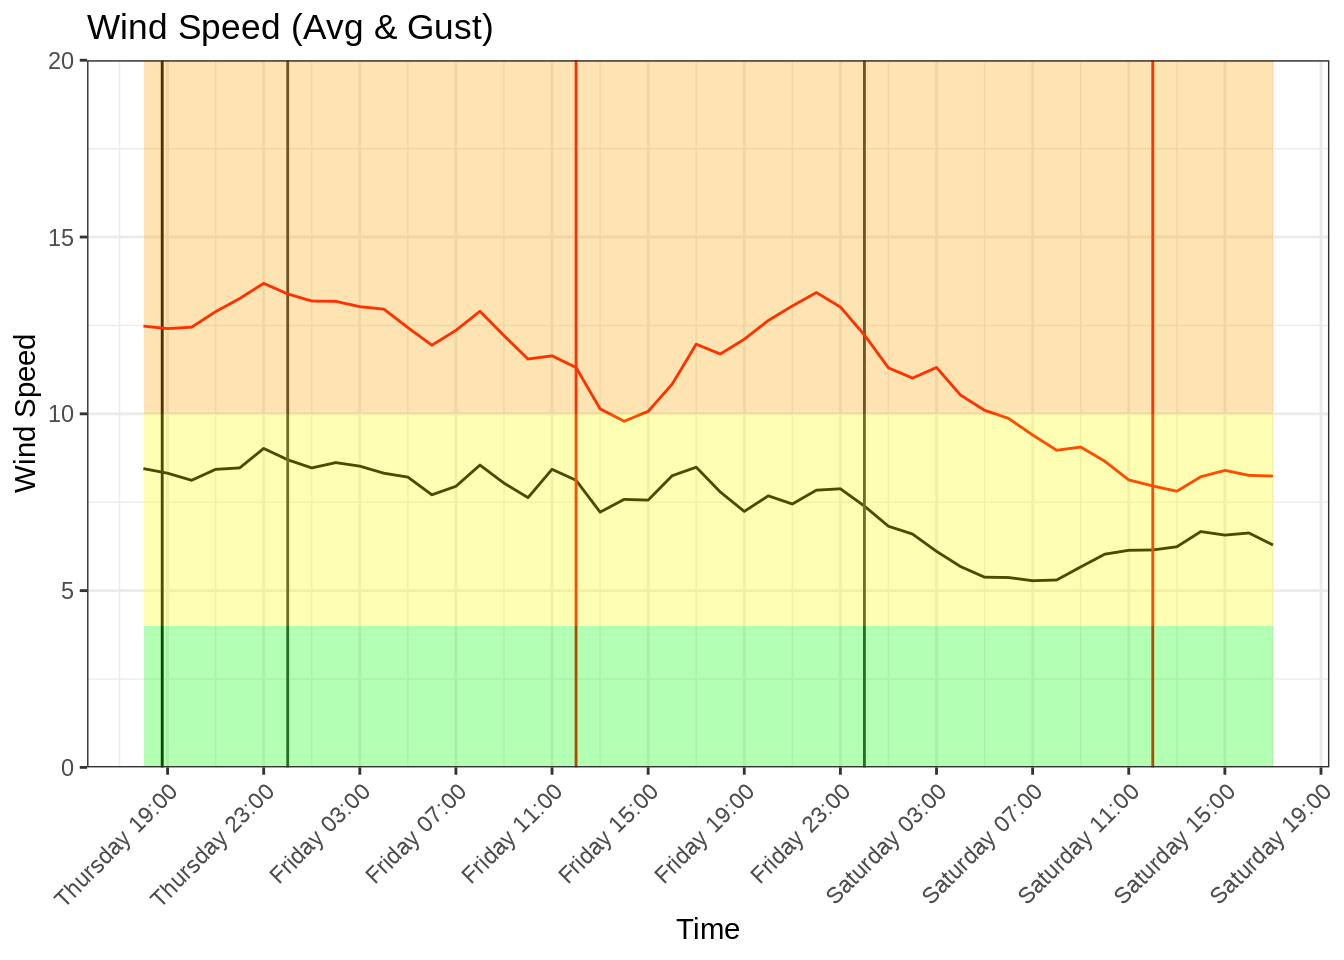 Wind Speed (Avg & Gust)
20
15
10
5
0
Wind Speed
Thursday 19:00
Thursday 23:00
Friday 03:00
Friday 07:00
Friday 11:00
Friday 15:00
Friday 19:00
Friday 23:00
Saturday 03:00
Saturday 07:00
Saturday 11:00
Saturday 15:00
Saturday 19:00
Time